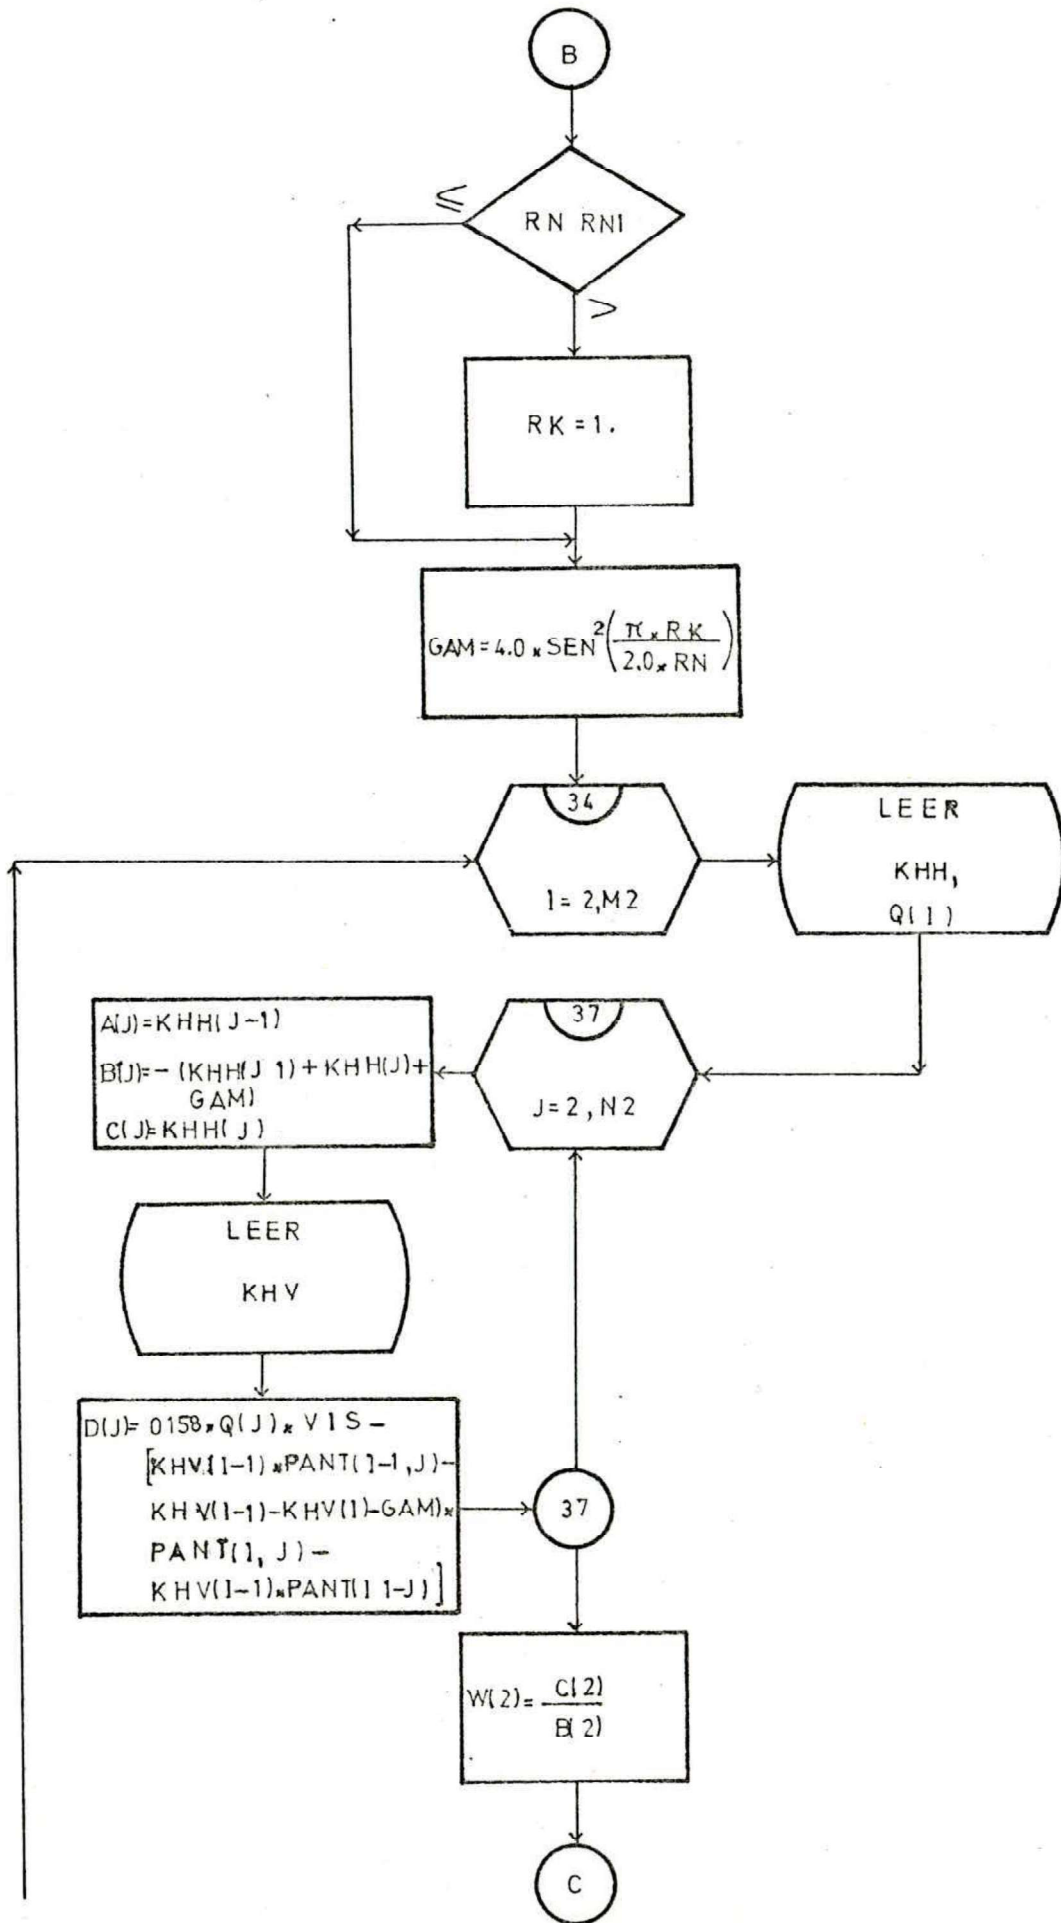 B
≤
RN RN1
>
RK = 1.
GAM = 4.0 * SEN² ( π * RK / 2.0 * RN )
34
I = 2, M2
LEER
KHH,
Q(I)
37
J = 2, N2
A(J)=KHH(J-1)
B(J)=-(KHH(J 1)+KHH(J)+
GAM)
C(J)=KHH(J)
LEER
KHV
D(J)= 0158*Q(J)*VIS-
[KHV(I-1)*PANT(I-1,J)-
KHV(I-1)-KHV(I)-GAM)*
PANT(I, J)-
KHV(I-1)*PANT(I 1-J)]
37
W(2)= C(2) / B(2)
C